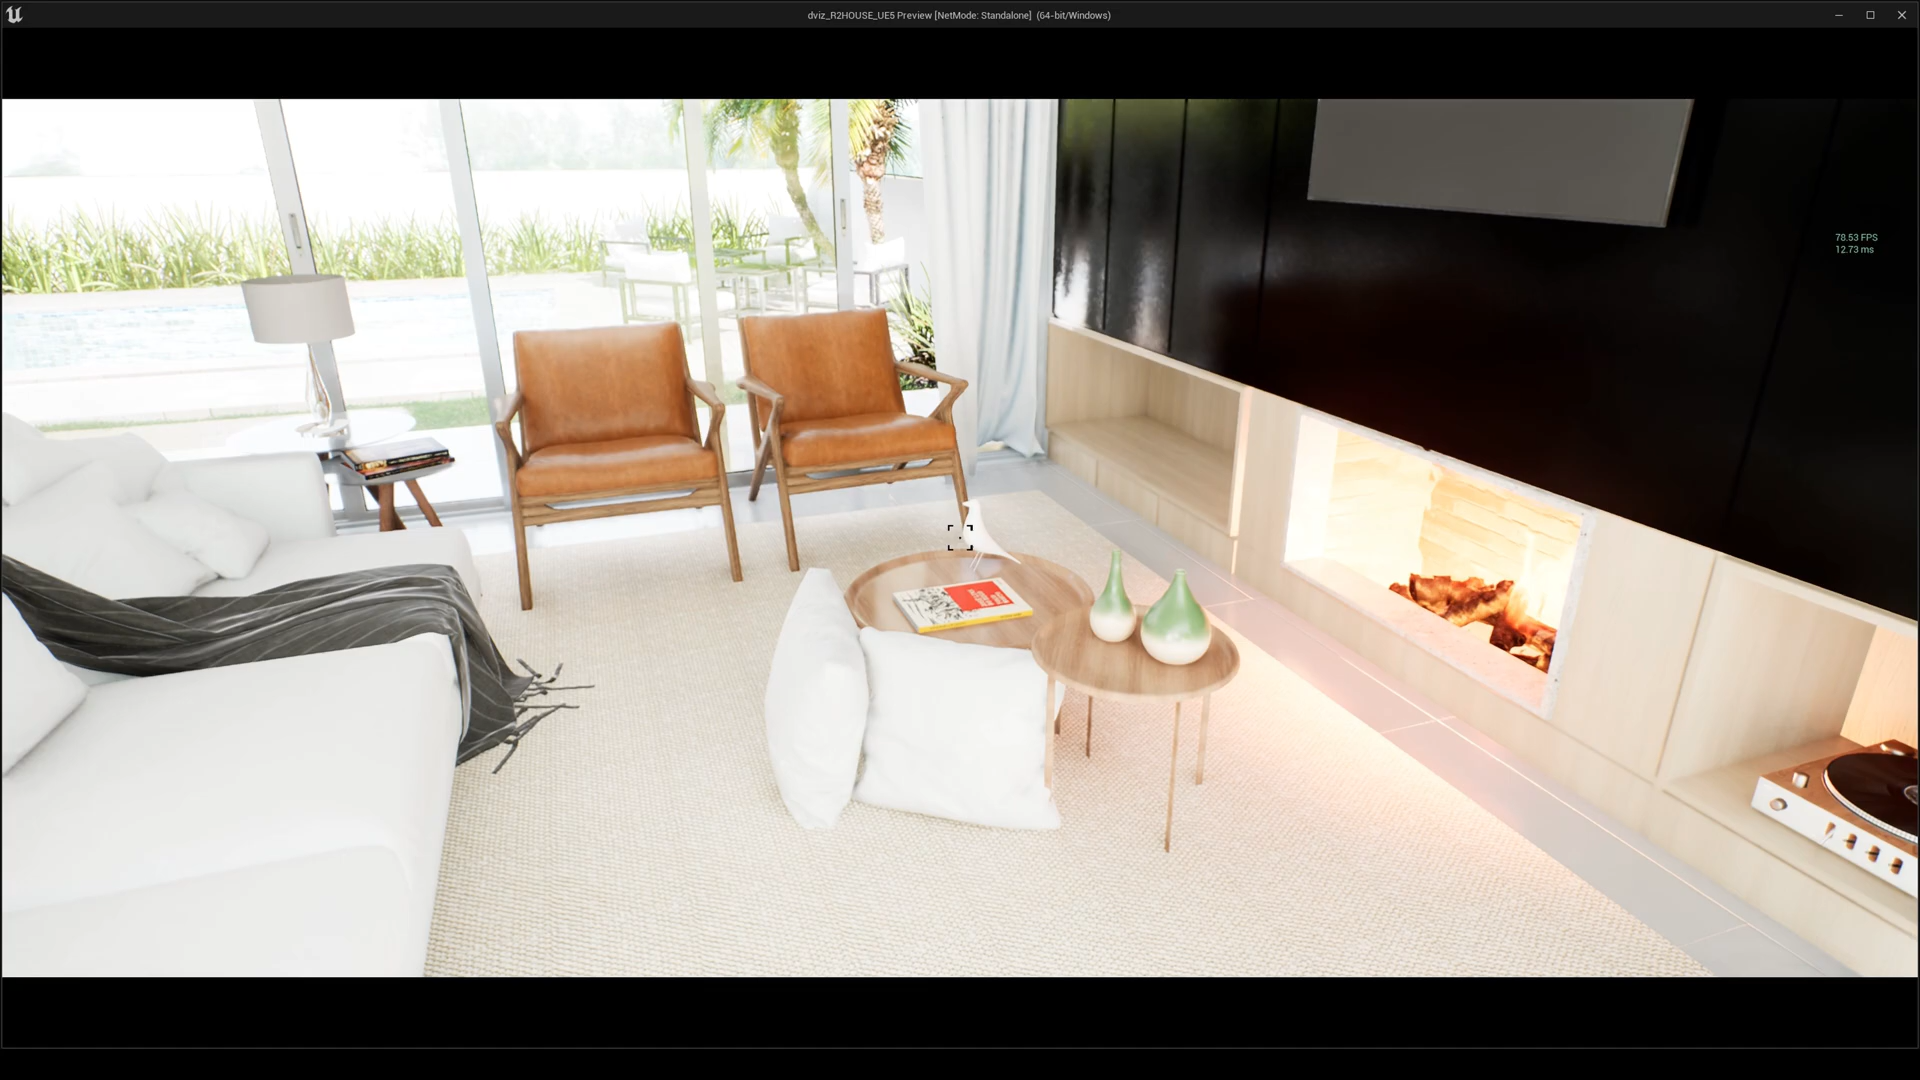 dviz_R2HOUSE_UE5 Preview [NetMode: Standalone] (64-bit/Windows)
78.53 FPS
12.73 ms